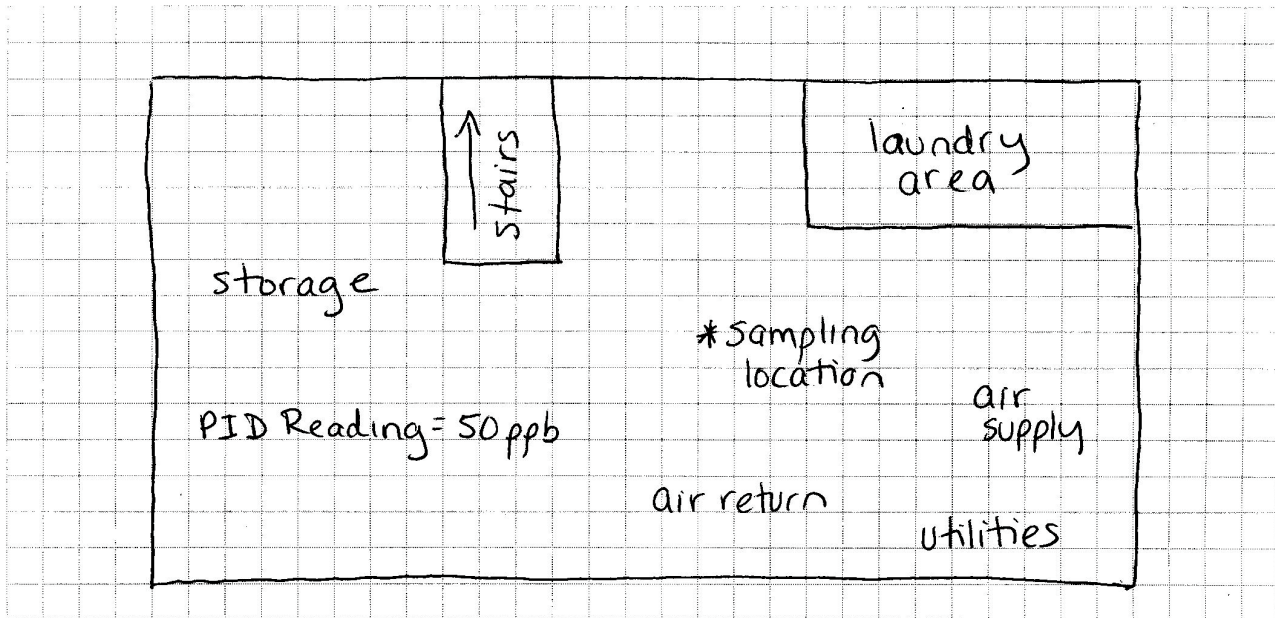 stairs
laundry
area
storage
*sampling
location
air
supply
PID Reading = 50 ppb
air return
utilities